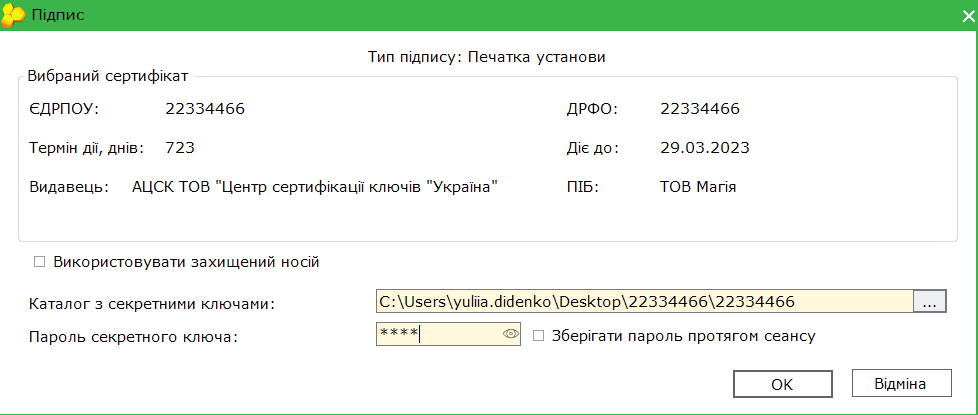 Підпис
Тип підпису: Печатка установи
Вибраний сертифікат
ЄДРПОУ: 22334466 ДРФО: 22334466
Термін дії, днів: 723 Діє до: 29.03.2023
Видавець: АЦСК ТОВ "Центр сертифікації ключів "Україна" ПІБ: ТОВ Магія
Використовувати захищений носій
Каталог з секретними ключами: C:\Users\yuliia.didenko\Desktop\22334466\22334466 ...
Пароль секретного ключа: **** Зберігати пароль протягом сеансу
OK Відміна